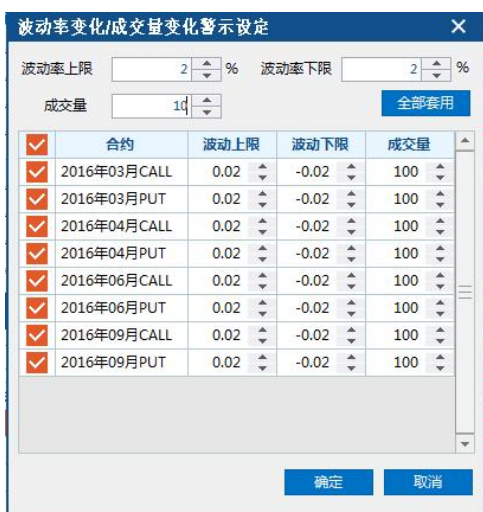 波动率变化/成交量变化警示设定
波动率上限 2 % 波动率下限 2 %
成交量 10 全部套用
合约 波动上限 波动下限 成交量
2016年03月CALL 0.02 -0.02 100
2016年03月PUT 0.02 -0.02 100
2016年04月CALL 0.02 -0.02 100
2016年04月PUT 0.02 -0.02 100
2016年06月CALL 0.02 -0.02 100
2016年06月PUT 0.02 -0.02 100
2016年09月CALL 0.02 -0.02 100
2016年09月PUT 0.02 -0.02 100
确定 取消